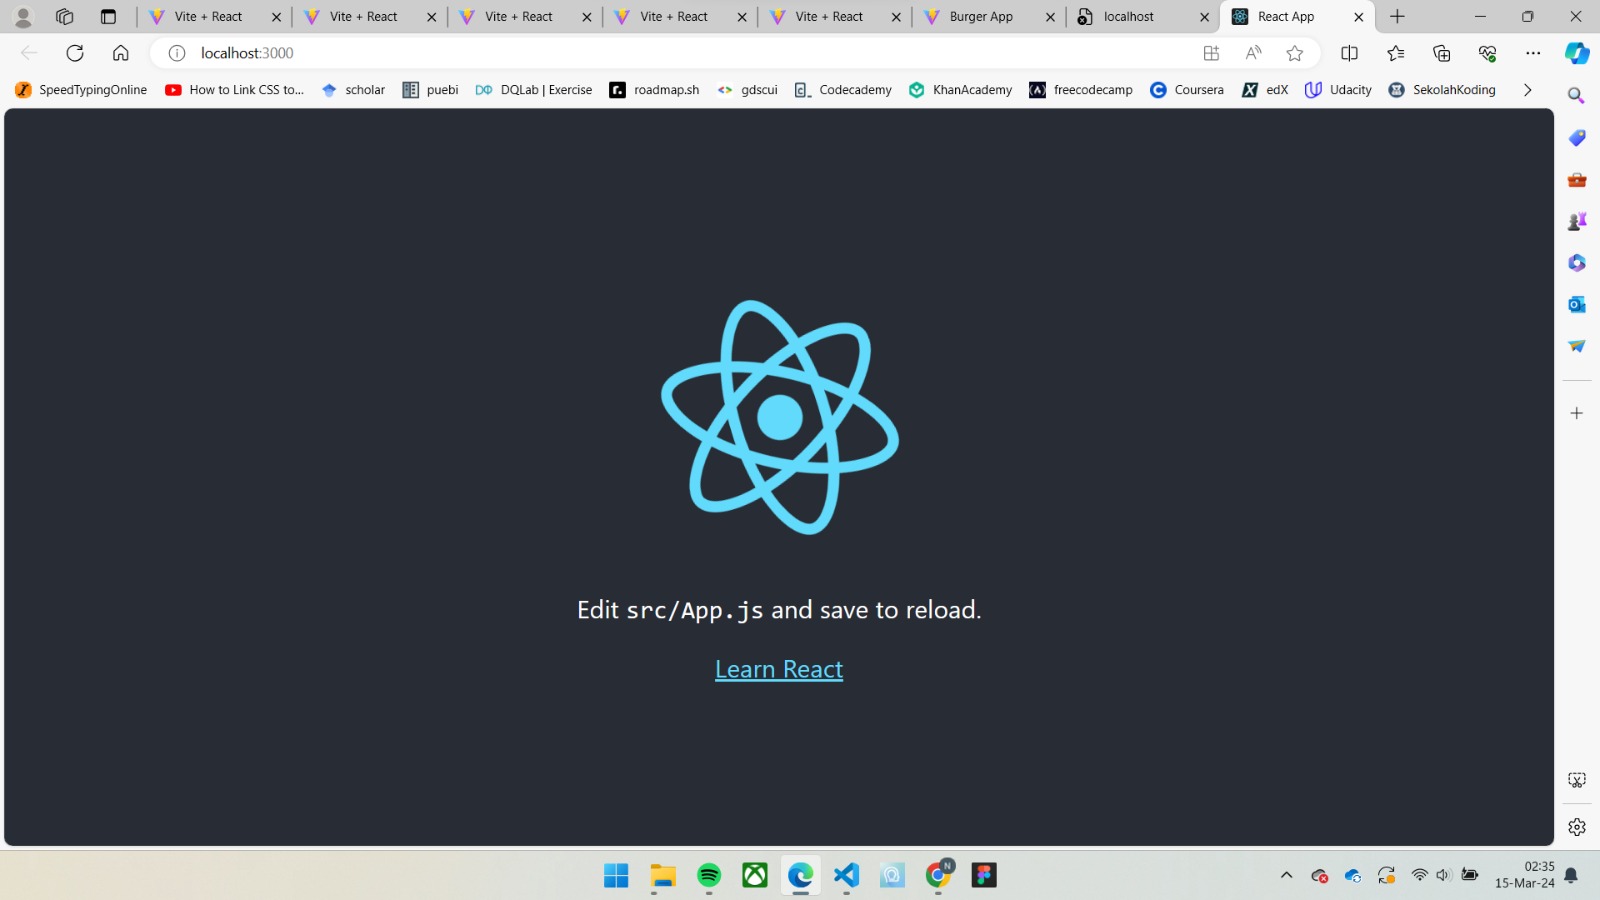 Vite + React
Vite + React
Vite + React
Vite + React
Vite + React
Burger App
localhost
React App
localhost:3000
SpeedTypingOnline
How to Link CSS to...
scholar
puebi
DQLab | Exercise
roadmap.sh
gdscui
Codecademy
KhanAcademy
freecodecamp
Coursera
edX
Udacity
SekolahKoding
Edit src/App.js and save to reload.
Learn React
N
02:35
15-Mar-24